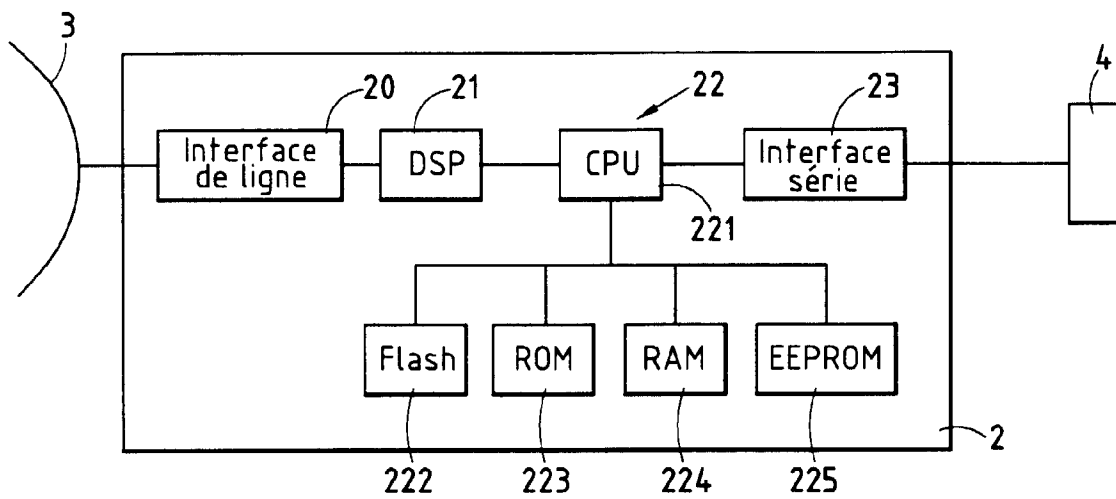 3
4
20
21
22
23
Interface
de ligne
DSP
CPU
Interface
série
221
Flash
ROM
RAM
EEPROM
2
222
223
224
225